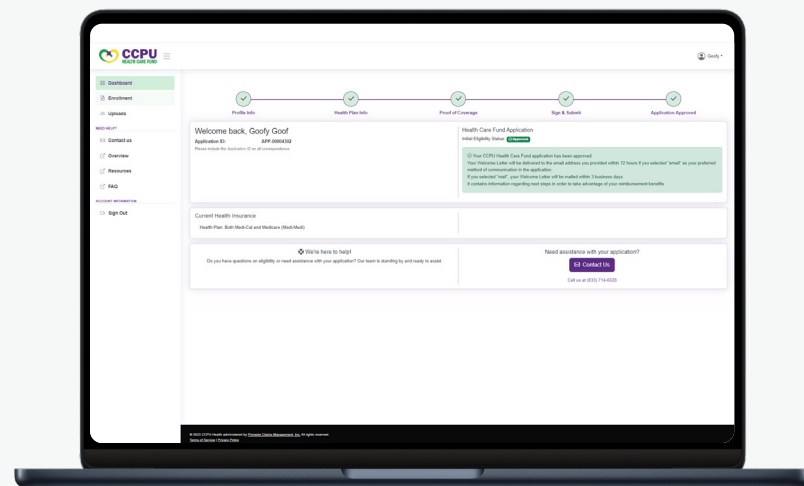 CCPU
HEALTH CARE FUND
Goofy
Dashboard
Enrollment
Uploads
NEED HELP?
Contact us
Overview
Resources
FAQ
ACCOUNT INFORMATION
Sign Out
Profile Info
Health Plan Info
Proof of Coverage
Sign & Submit
Application Approved
Welcome back, Goofy Goof
Application ID: APP-00004302
Please include the Application ID on all correspondence.
Health Care Fund Application
Initial Eligibility Status: Approved
Your CCPU Health Care Fund application has been approved.
Your Welcome Letter will be delivered to the email address you provided within 72 hours if you selected "email" as your preferred
method of communication in the application.
If you selected "mail", your Welcome Letter will be mailed within 3 business days.
It contains information regarding next steps in order to take advantage of your reimbursement benefits.
Current Health Insurance
Health Plan: Both Medi-Cal and Medicare (Medi-Medi)
We're here to help!
Do you have questions on eligibility or need assistance with your application? Our team is standing by and ready to assist.
Need assistance with your application?
Contact Us
Call us at (833) 714-
© 2023 CCPU Health administered by Pinnacle Claims Management, Inc. All rights reserved.
Terms of Service | Privacy Policy